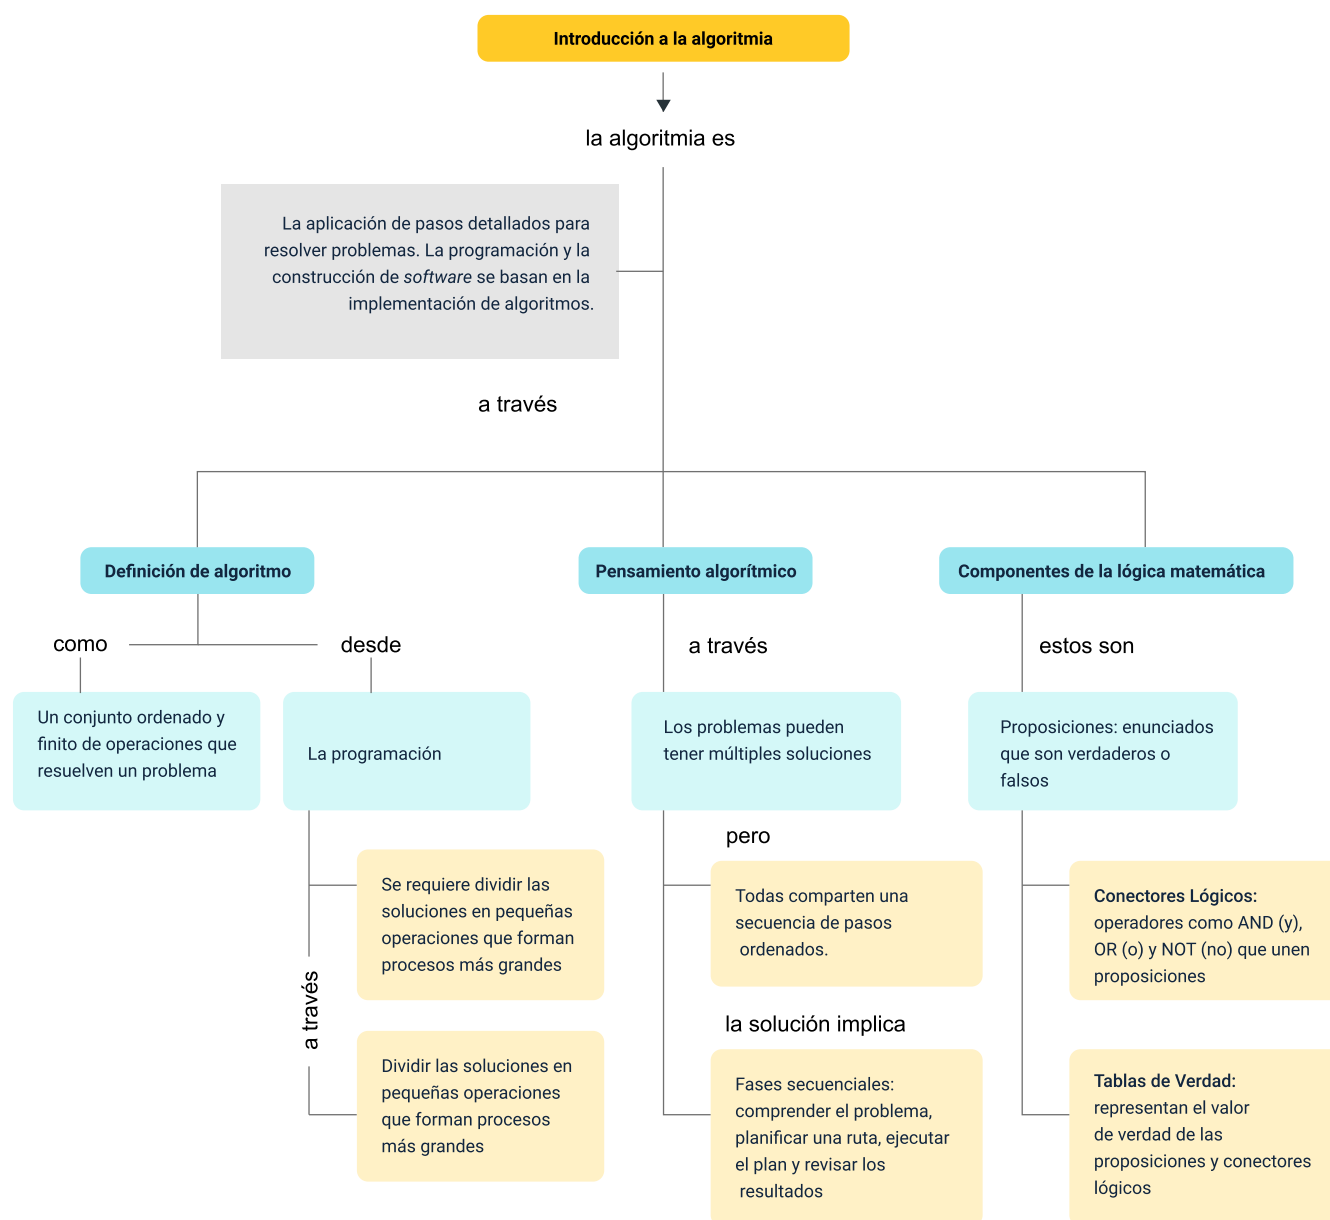 Introducción a la algoritmia
la algoritmia es
La aplicación de pasos detallados para
resolver problemas. La programación y la
construcción de software se basan en la
implementación de algoritmos.
a través
Definición de algoritmo
como
Un conjunto ordenado y
finito de operaciones que
resuelven un problema
desde
La programación
a través
Se requiere dividir las
soluciones en pequeñas
operaciones que forman
procesos más grandes
Dividir las soluciones en
pequeñas operaciones
que forman procesos
más grandes
Pensamiento algorítmico
a través
Los problemas pueden
tener múltiples soluciones
pero
Todas comparten una
secuencia de pasos
ordenados.
la solución implica
Fases secuenciales:
comprender el problema,
planificar una ruta, ejecutar
el plan y revisar los
resultados
Componentes de la lógica matemática
estos son
Proposiciones: enunciados
que son verdaderos o
falsos
Conectores Lógicos:
operadores como AND (y),
OR (o) y NOT (no) que unen
proposiciones
Tablas de Verdad:
representan el valor
de verdad de las
proposiciones y conectores
lógicos